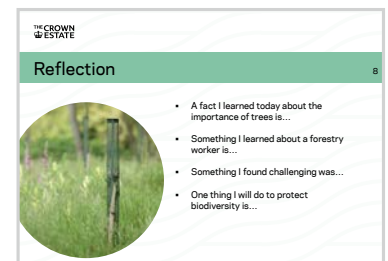 THE CROWN
ESTATE
Reflection
8
▪ A fact I learned today about the
importance of trees is...
▪ Something I learned about a forestry
worker is...
▪ Something I found challenging was...
▪ One thing I will do to protect
biodiversity is...